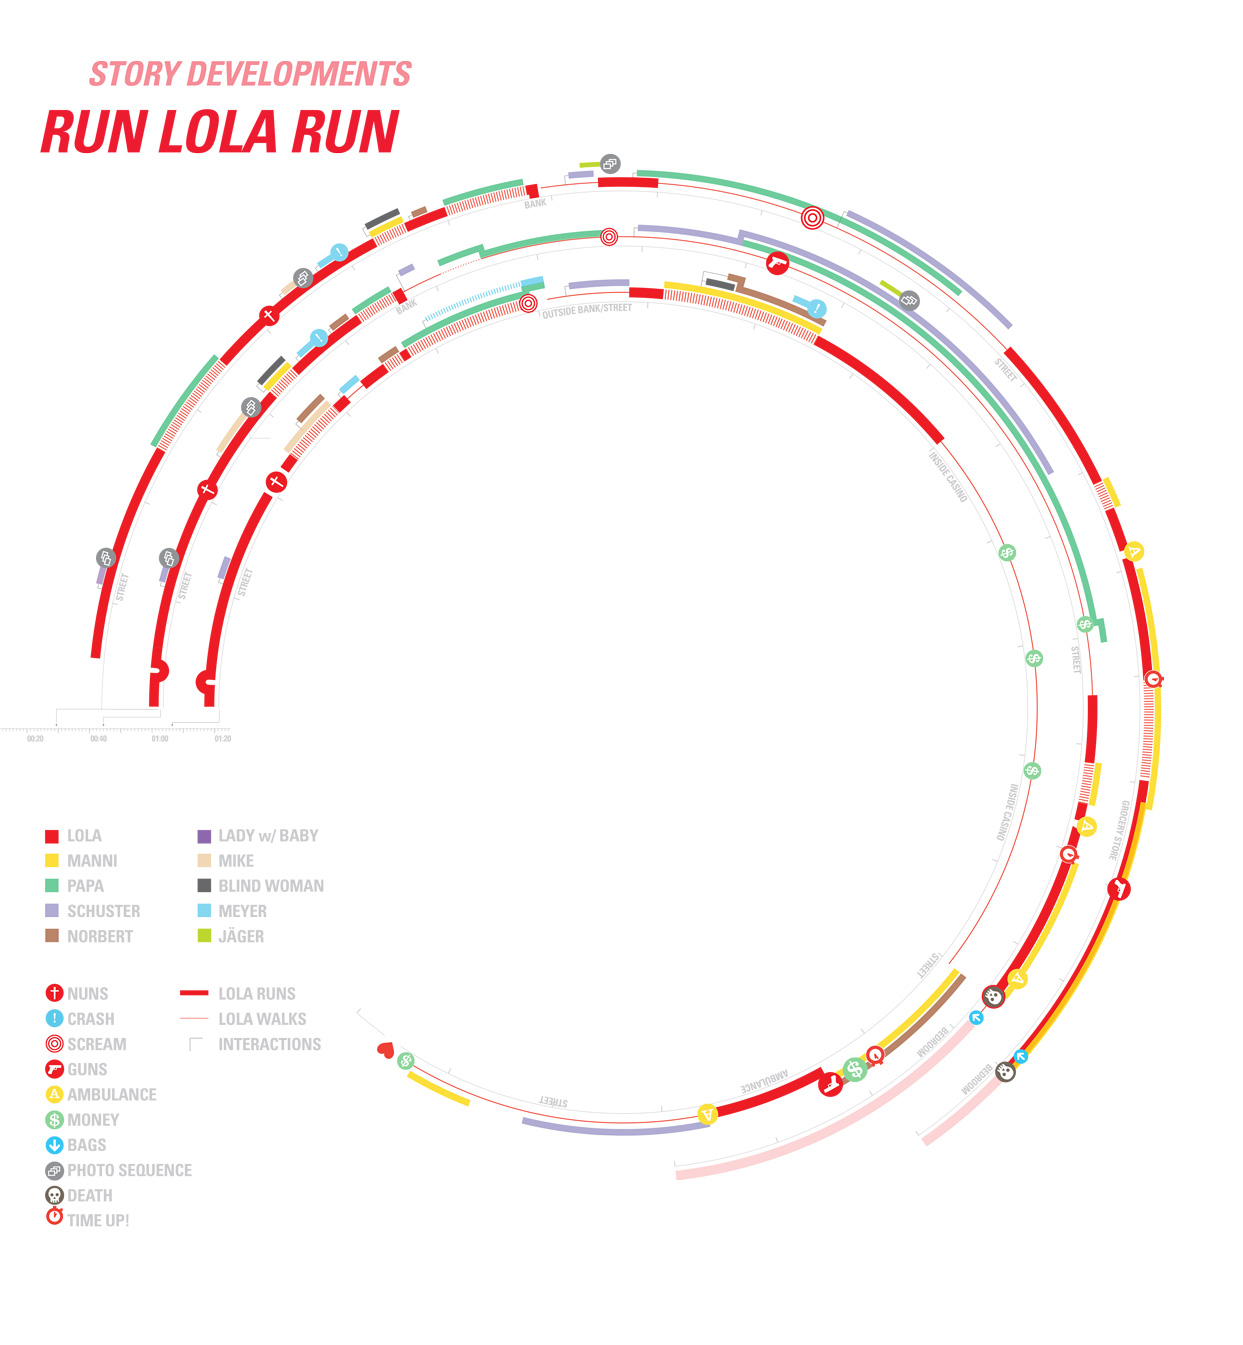 STORY DEVELOPMENTS
RUN LOLA RUN
BANK
BANK
OUTSIDE BANK/STREET
STREET
INSIDE CASINO
STREET
STREET
STREET
STREET
00:20 00:40 01:00 01:20
INSIDE CASINO
GROCERY STORE
STREET
BEDROOM
BEDROOM
AMBULANCE
STREET
LOLA
MANNI
PAPA
SCHUSTER
NORBERT
LADY w/ BABY
MIKE
BLIND WOMAN
MEYER
JÄGER
NUNS
CRASH
SCREAM
GUNS
A AMBULANCE
$ MONEY
BAGS
PHOTO SEQUENCE
DEATH
TIME UP!
LOLA RUNS
LOLA WALKS
INTERACTIONS